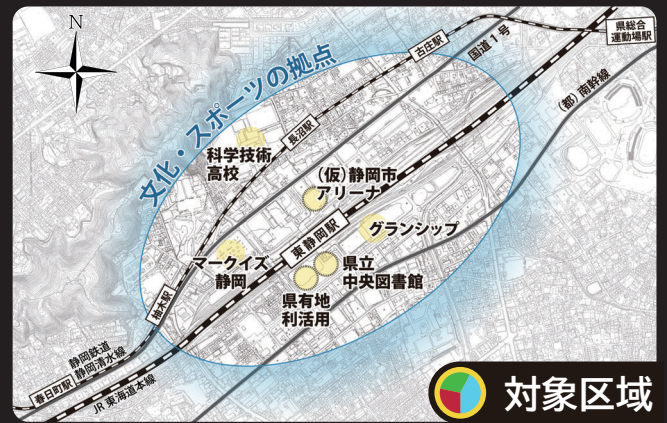 N
県総合
運動場駅
古庄駅
国道1号
(都)南幹線
文化・スポーツの拠点
長沼駅
科学技術
高校
(仮)静岡市
アリーナ
東静岡駅
グランシップ
マークイズ
静岡
県立
中央図書館
県有地
利活用
柚木駅
静岡鉄道
静岡清水線
春日町駅
JR東海道本線
対象区域